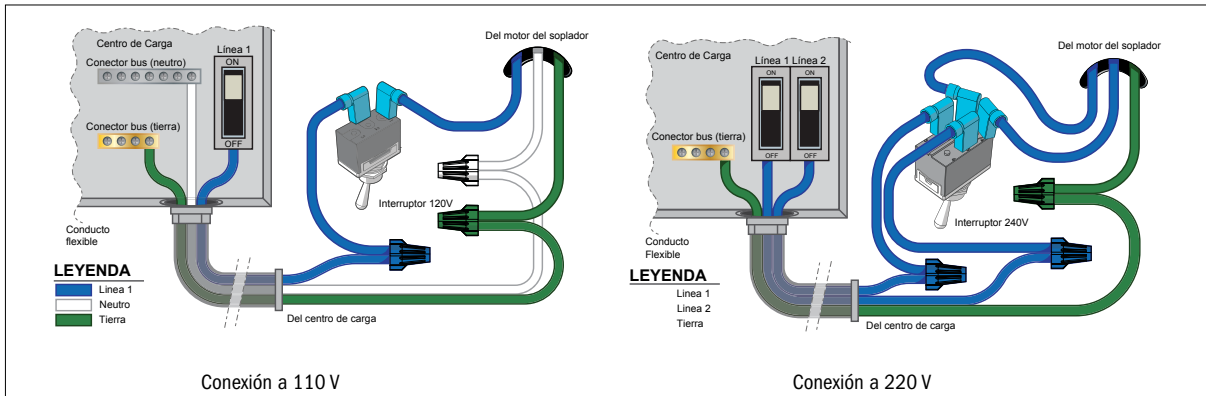 Centro de Carga
Conector bus (neutro)
Línea 1
ON
OFF
Conector bus (tierra)
Conducto
flexible
Del motor del soplador
Interruptor 120V
LEYENDA
Linea 1
Neutro
Tierra
Del centro de carga
Conexión a 110 V
Centro de Carga
Línea 1 Línea 2
ON ON
OFF OFF
Conector bus (tierra)
Conducto
Flexible
Del motor del soplador
Interruptor 240V
LEYENDA
Linea 1
Linea 2
Tierra
Del centro de carga
Conexión a 220 V